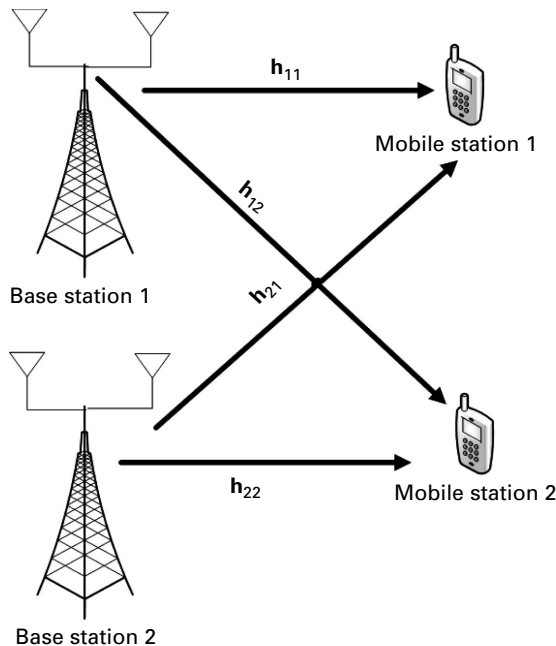 h11
Mobile station 1
h12
Base station 1
h21
h22
Mobile station 2
Base station 2